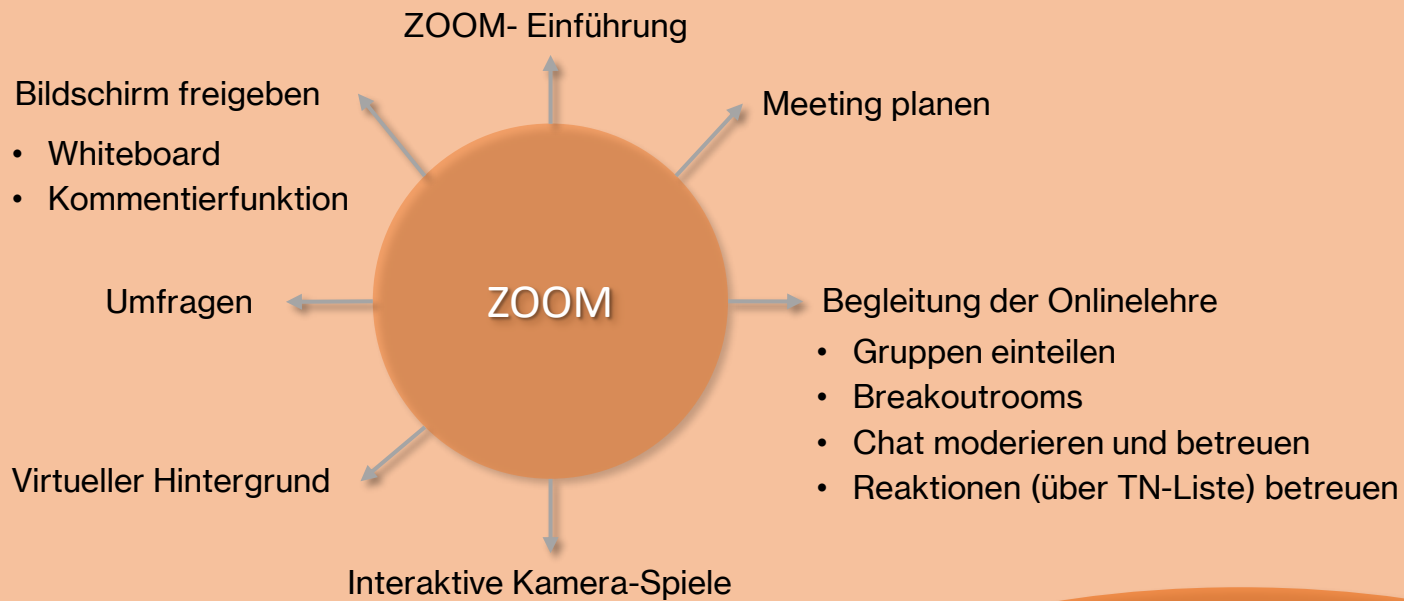 ZOOM- Einführung
Bildschirm freigeben
• Whiteboard
• Kommentierfunktion
Meeting planen
Umfragen
ZOOM
Begleitung der Onlinelehre
• Gruppen einteilen
• Breakoutrooms
• Chat moderieren und betreuen
• Reaktionen (über TN-Liste) betreuen
Virtueller Hintergrund
Interaktive Kamera-Spiele